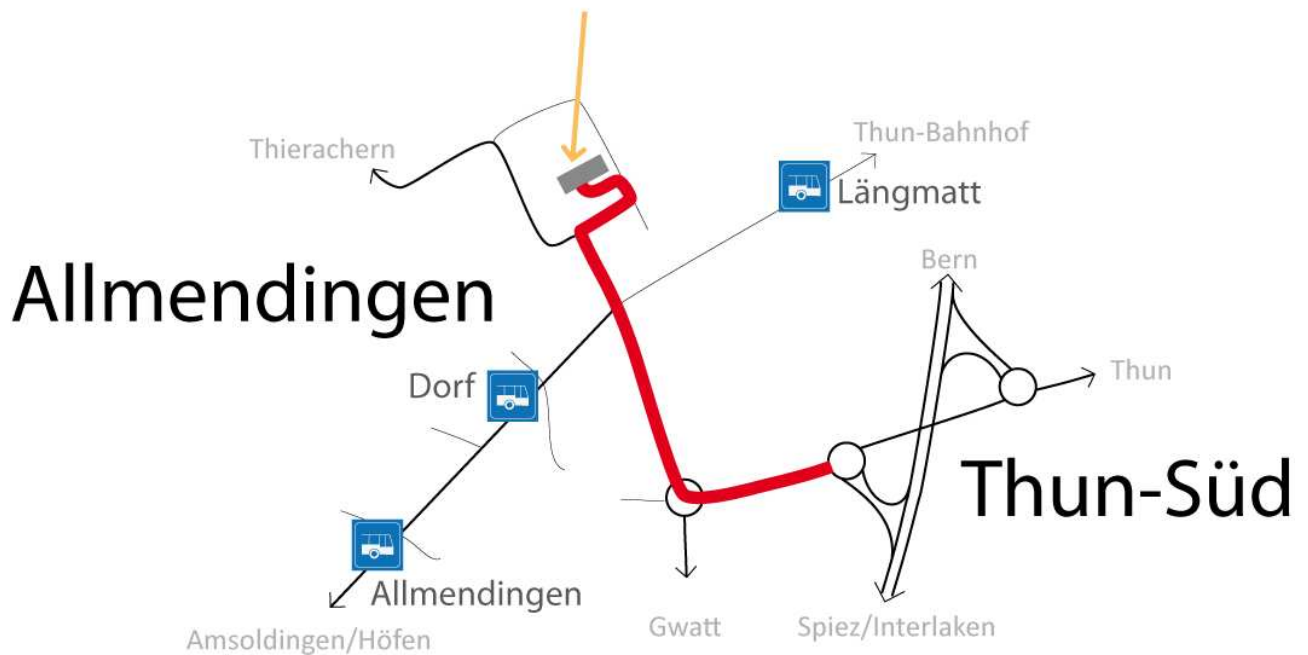 Thun-Bahnhof
Thierachern
Längmatt
Bern
Allmendingen
Thun
Dorf
Thun-Süd
Allmendingen
Gwatt
Spiez/Interlaken
Amsoldingen/Höfen